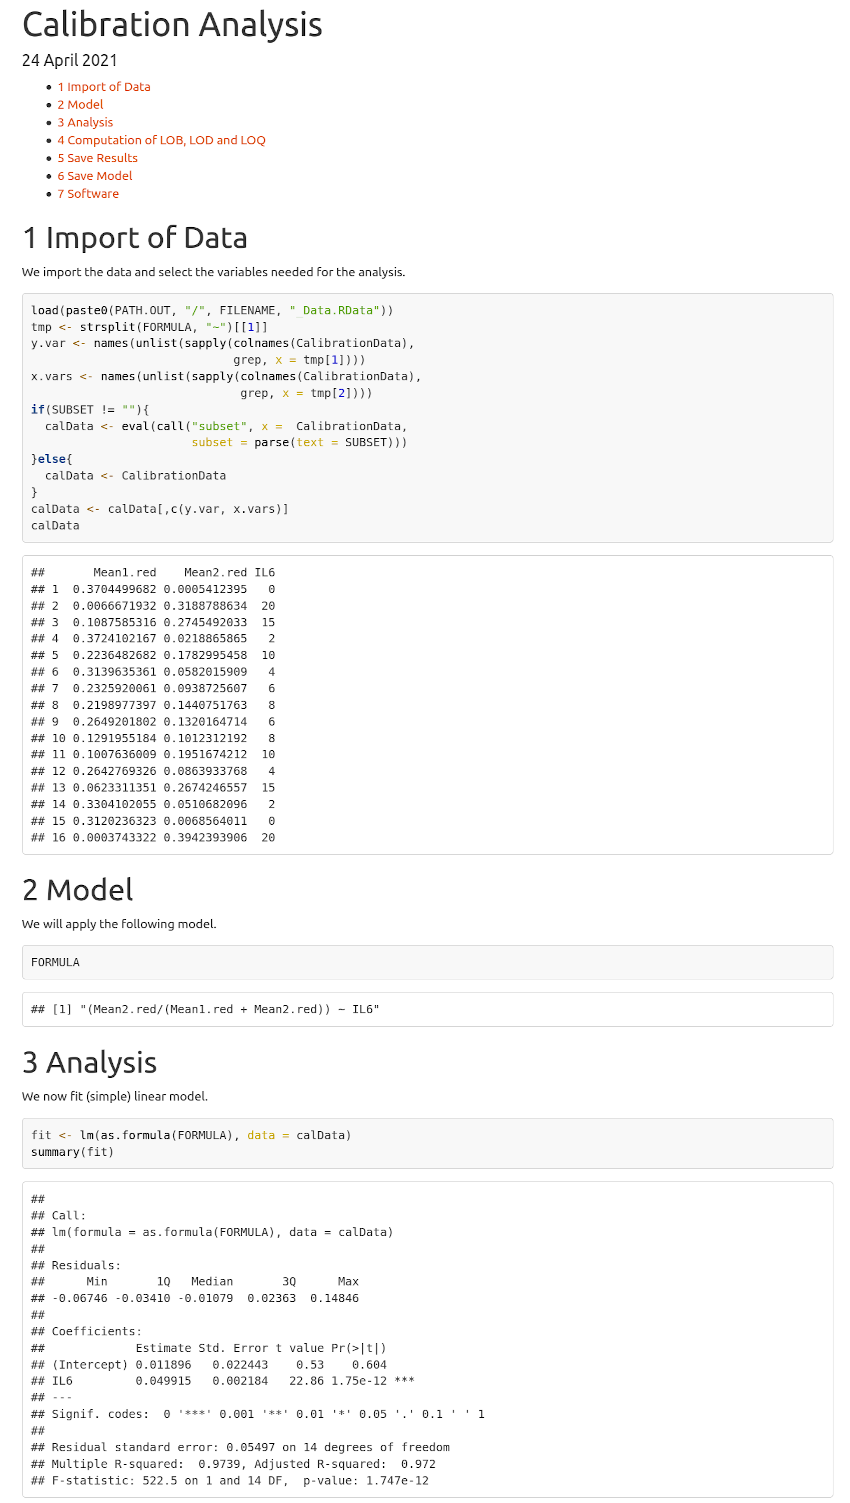 Calibration Analysis
24 April 2021
• 1 Import of Data
• 2 Model
• 3 Analysis
• 4 Computation of LOB, LOD and LOQ
• 5 Save Results
• 6 Save Model
• 7 Software
1 Import of Data
We import the data and select the variables needed for the analysis.
load(paste0(PATH.OUT, "/", FILENAME, "_Data.RData"))
tmp <- strsplit(FORMULA, "~")[[1]]
y.var <- names(unlist(sapply(colnames(CalibrationData),
                             grep, x = tmp[1])))
x.vars <- names(unlist(sapply(colnames(CalibrationData),
                              grep, x = tmp[2])))
if(SUBSET != ""){
  calData <- eval(call("subset", x =  CalibrationData,
                       subset = parse(text = SUBSET)))
}else{
  calData <- CalibrationData
}
calData <- calData[,c(y.var, x.vars)]
calData
##       Mean1.red    Mean2.red IL6
## 1  0.3704499682 0.0005412395   0
## 2  0.0066671932 0.3188788634  20
## 3  0.1087585316 0.2745492033  15
## 4  0.3724102167 0.0218865865   2
## 5  0.2236482682 0.1782995458  10
## 6  0.3139635361 0.0582015909   4
## 7  0.2325920061 0.0938725607   6
## 8  0.2198977397 0.1440751763   8
## 9  0.2649201802 0.1320164714   6
## 10 0.1291955184 0.1012312192   8
## 11 0.1007636009 0.1951674212  10
## 12 0.2642769326 0.0863933768   4
## 13 0.0623311351 0.2674246557  15
## 14 0.3304102055 0.0510682096   2
## 15 0.3120236323 0.0068564011   0
## 16 0.0003743322 0.3942393906  20
2 Model
We will apply the following model.
FORMULA
## [1] "(Mean2.red/(Mean1.red + Mean2.red)) ~ IL6"
3 Analysis
We now fit (simple) linear model.
fit <- lm(as.formula(FORMULA), data = calData)
summary(fit)
##
## Call:
## lm(formula = as.formula(FORMULA), data = calData)
##
## Residuals:
##      Min       1Q   Median       3Q      Max
## -0.06746 -0.03410 -0.01079  0.02363  0.14846
##
## Coefficients:
##             Estimate Std. Error t value Pr(>|t|)
## (Intercept) 0.011896   0.022443    0.53    0.604
## IL6         0.049915   0.002184   22.86 1.75e-12 ***
## ---
## Signif. codes:  0 '***' 0.001 '**' 0.01 '*' 0.05 '.' 0.1 ' ' 1
##
## Residual standard error: 0.05497 on 14 degrees of freedom
## Multiple R-squared:  0.9739, Adjusted R-squared:  0.972
## F-statistic: 522.5 on 1 and 14 DF,  p-value: 1.747e-12